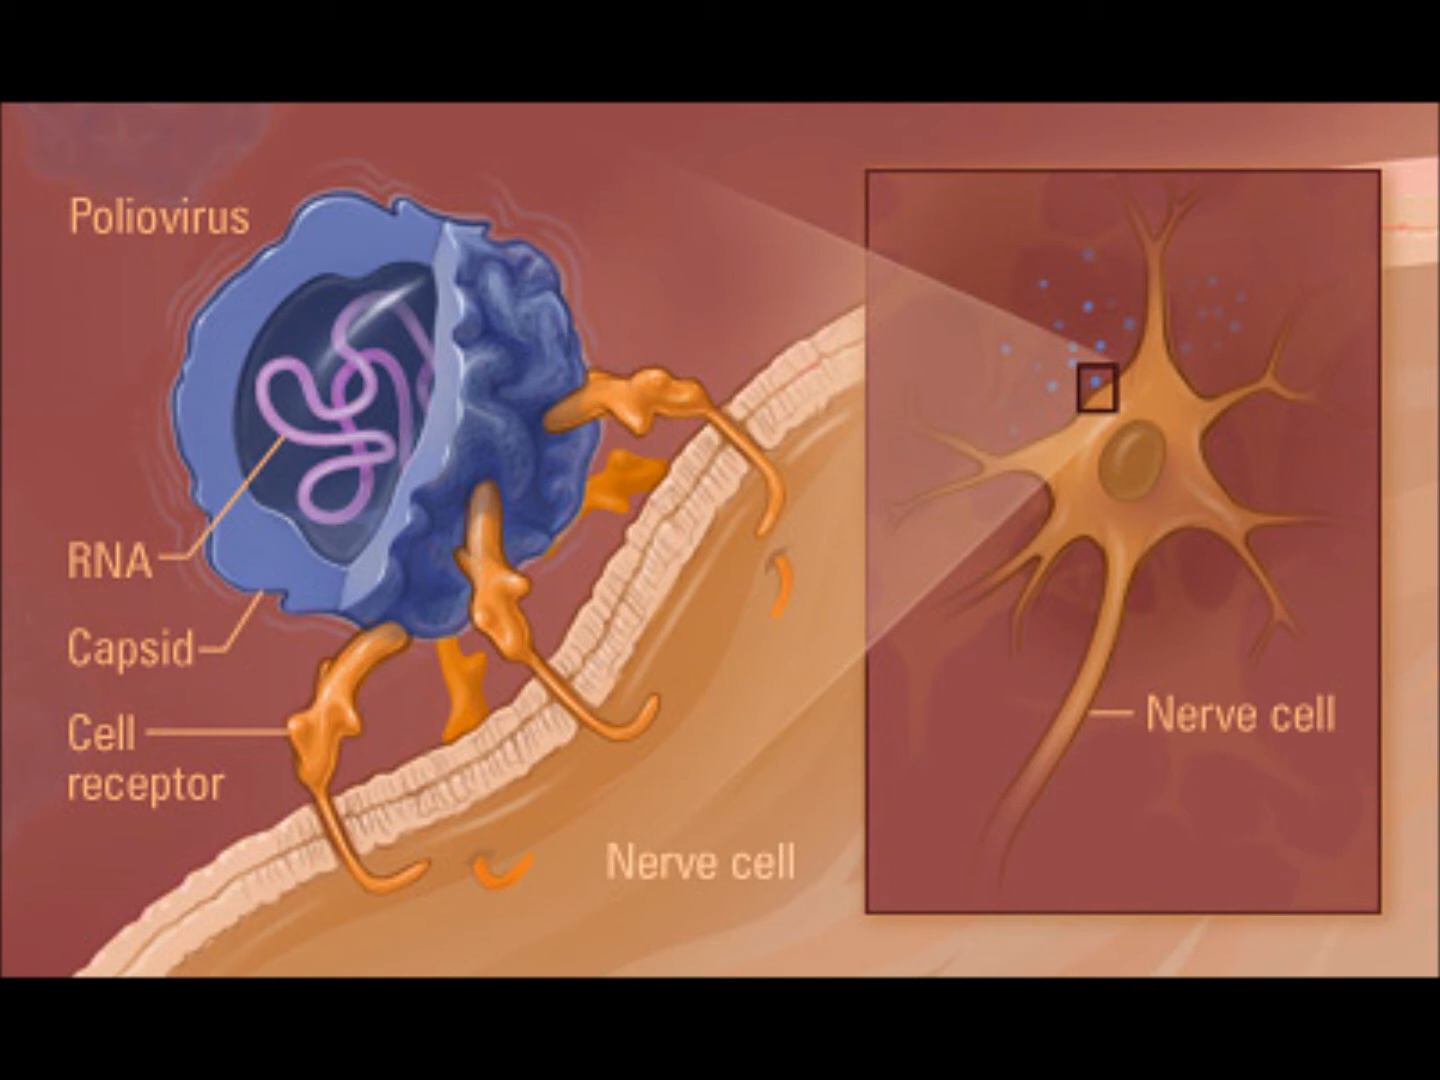 Poliovirus
RNA
Capsid
Cell
receptor
Nerve cell
Nerve cell